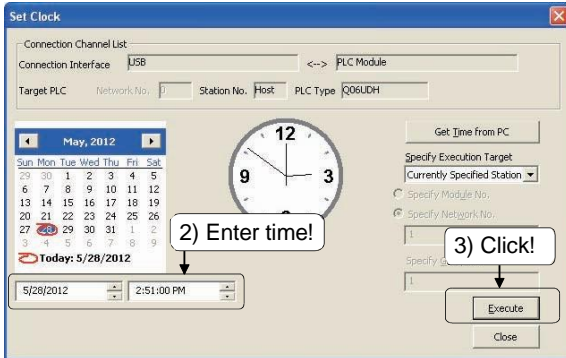 Set Clock
Connection Channel List
Connection Interface USB <--> PLC Module
Target PLC Network No. 0 Station No. Host PLC Type Q06UDH
May, 2012
Sun Mon Tue Wed Thu Fri Sat
29 30 1 2 3 4 5
6 7 8 9 10 11 12
13 14 15 16 17 18 19
20 21 22 23 24 25 26
27 28 29 30 31 1 2
3 4 5 6 7 8 9
Today: 5/28/2012
5/28/2012 2:51:00 PM
12
9 3
2) Enter time!
Get Time from PC
Specify Execution Target
Currently Specified Station
Specify Module No.
Specify Network No.
1
3) Click!
Specify
1
Execute
Close